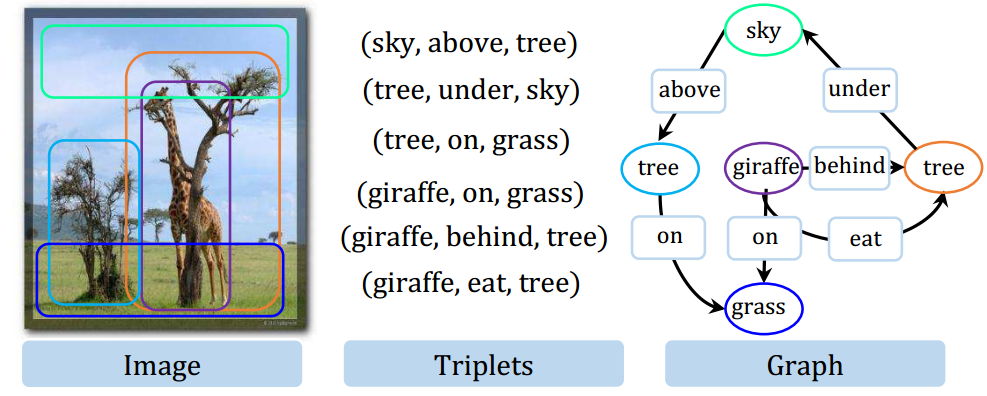 (sky, above, tree)
(tree, under, sky)
(tree, on, grass)
(giraffe, on, grass)
(giraffe, behind, tree)
(giraffe, eat, tree)
sky
above
under
tree
giraffe
behind
tree
on
on
eat
grass
Image
Triplets
Graph